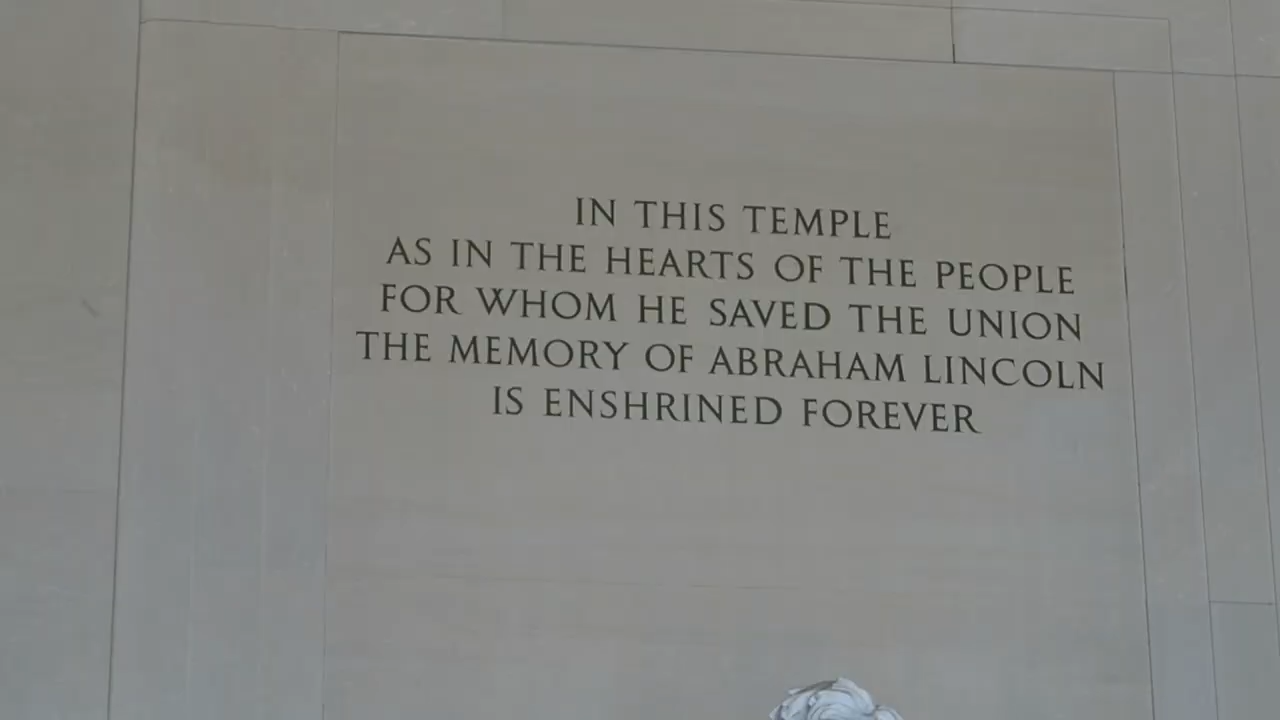 IN THIS TEMPLE
AS IN THE HEARTS OF THE PEOPLE
FOR WHOM HE SAVED THE UNION
THE MEMORY OF ABRAHAM LINCOLN
IS ENSHRINED FOREVER